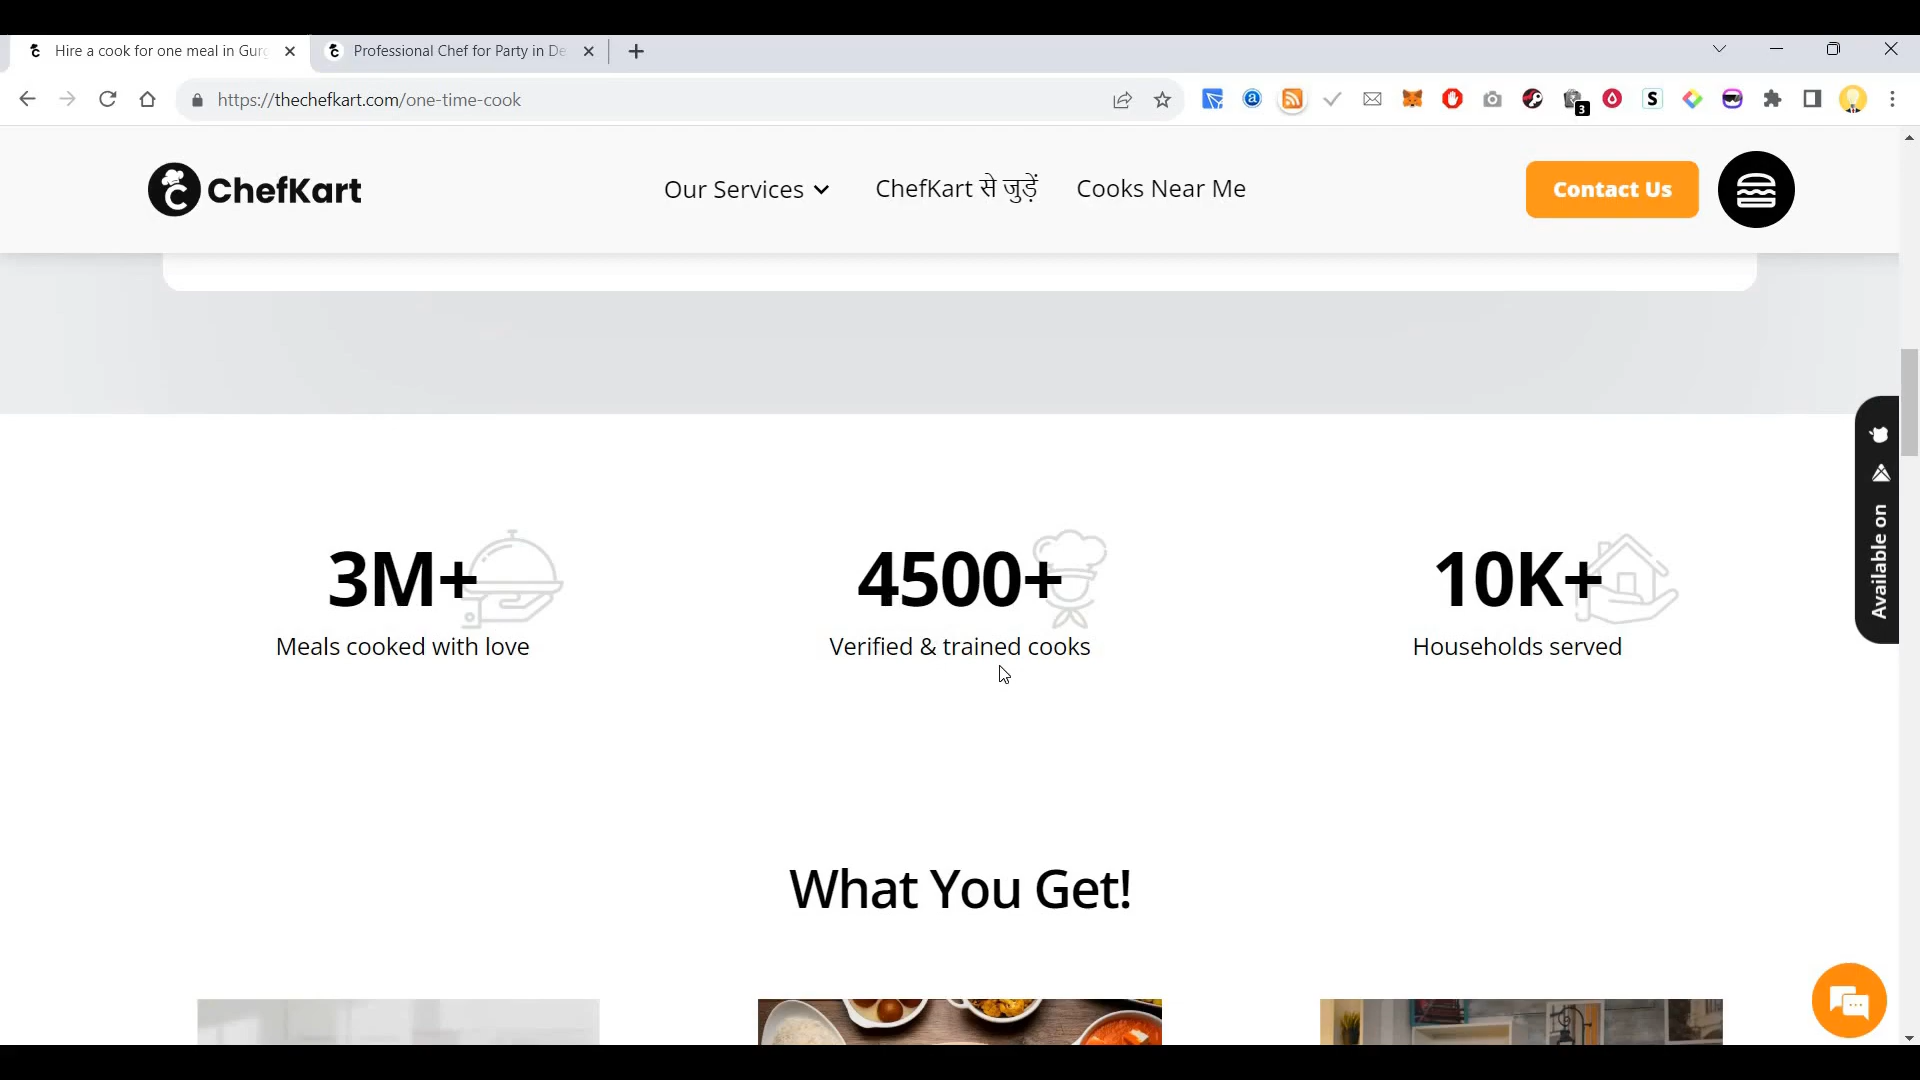 Hire a cook for one meal in Gurg
Professional Chef for Party in De
https://thechefkart.com/one-time-cook
3
ChefKart
Our Services
ChefKart से जुड़ें
Cooks Near Me
Contact Us
Available on
3M+
4500+
10K+
Meals cooked with love
Verified & trained cooks
Households served
What You Get!